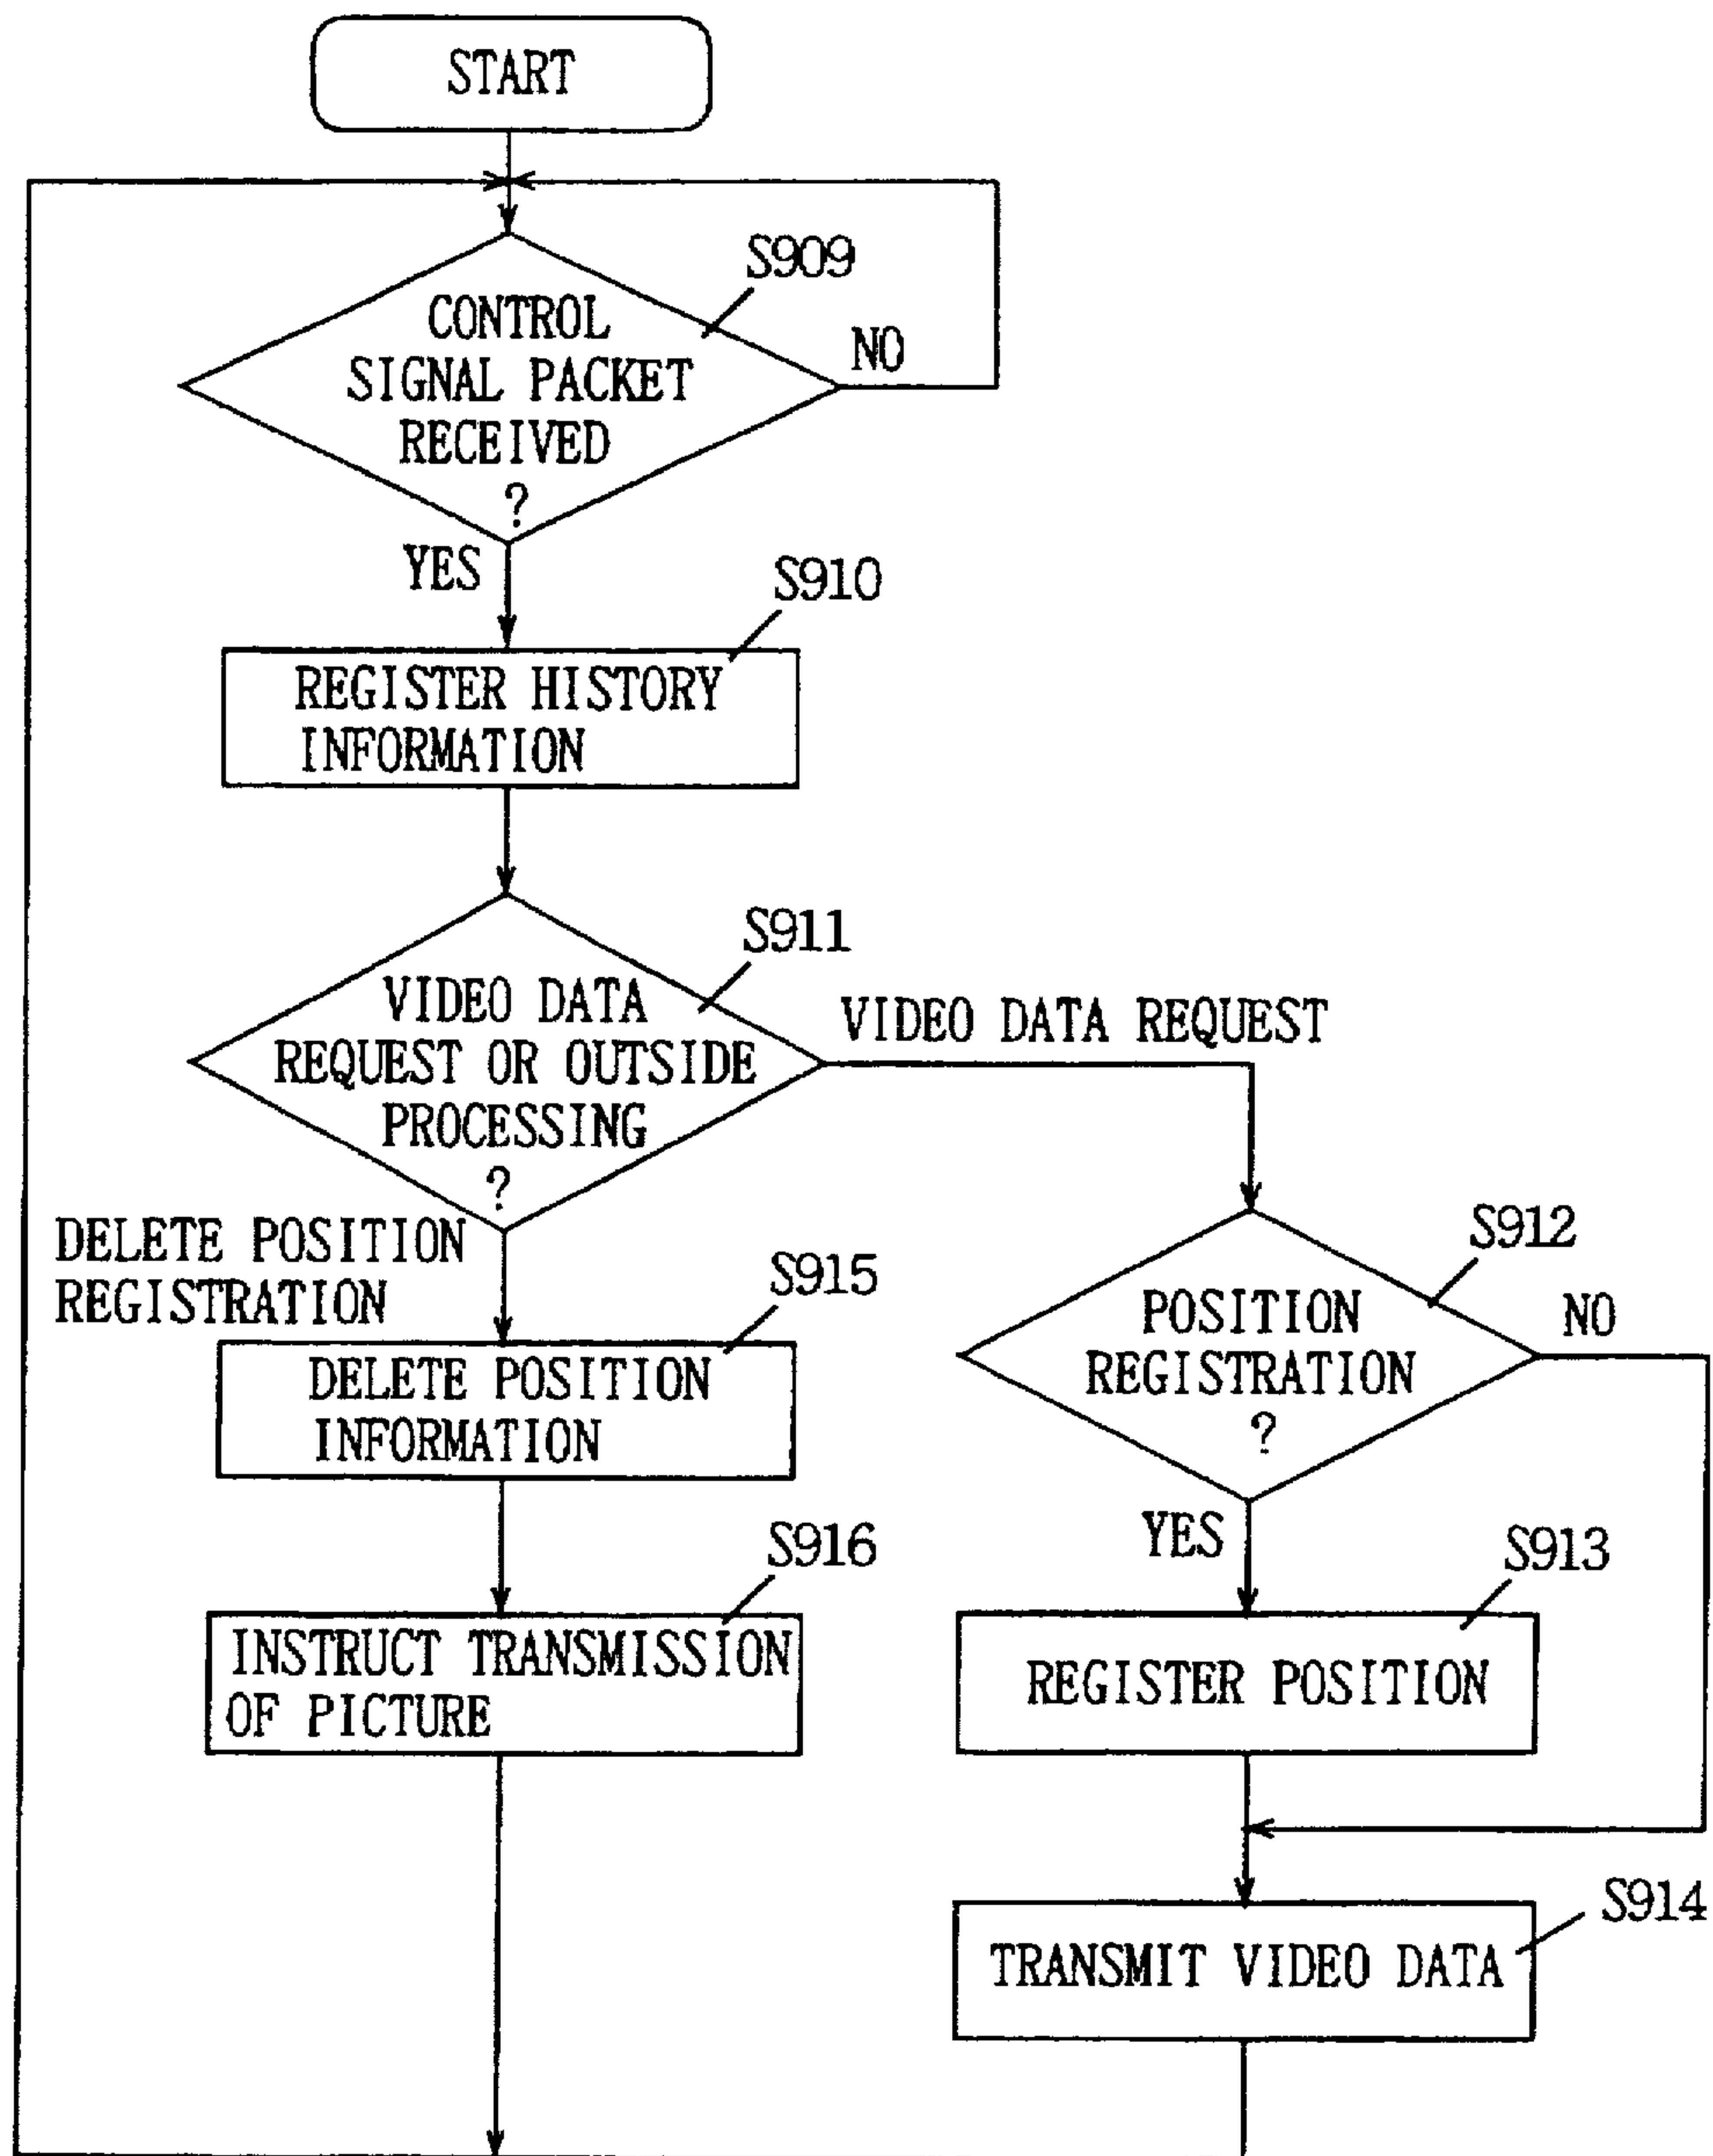 START
S909
CONTROL
SIGNAL PACKET
RECEIVED
?
NO
YES
S910
REGISTER HISTORY
INFORMATION
S911
VIDEO DATA
REQUEST OR OUTSIDE
PROCESSING
?
VIDEO DATA REQUEST
DELETE POSITION
REGISTRATION
S915
DELETE POSITION
INFORMATION
S916
INSTRUCT TRANSMISSION
OF PICTURE
S912
POSITION
REGISTRATION
?
NO
YES
S913
REGISTER POSITION
S914
TRANSMIT VIDEO DATA